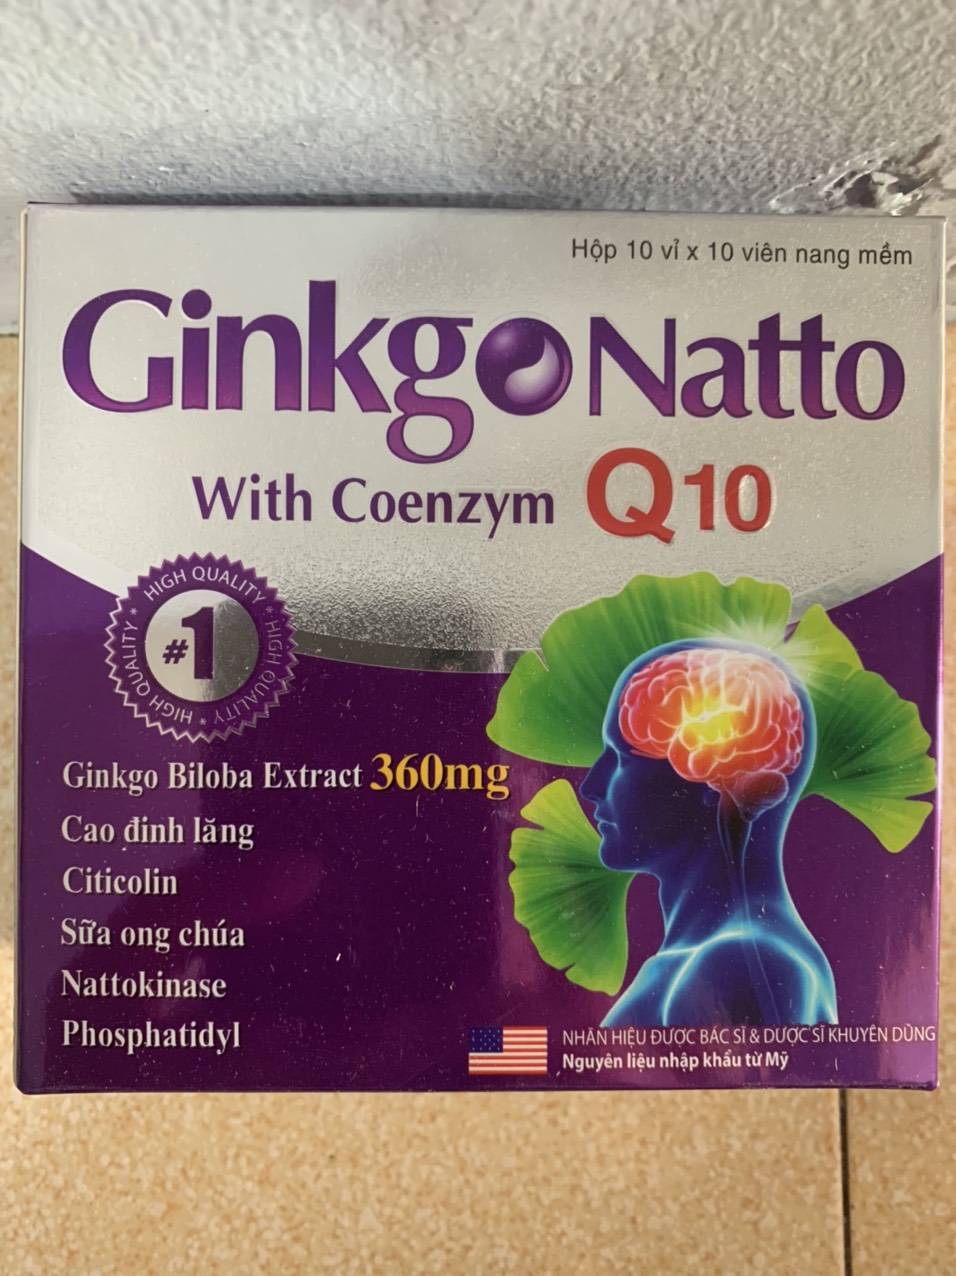 Hộp 10 vỉ x 10 viên nang mềm
Ginkgo Natto
With Coenzym Q10
HIGH QUALITY * HIGH QUALITY * HIGH QUALITY *
#1
Ginkgo Biloba Extract 360mg
Cao đinh lăng
Citicolin
Sữa ong chúa
Nattokinase
Phosphatidyl
NHÃN HIỆU ĐƯỢC BÁC SĨ & DƯỢC SĨ KHUYÊN DÙNG
Nguyên liệu nhập khẩu từ Mỹ